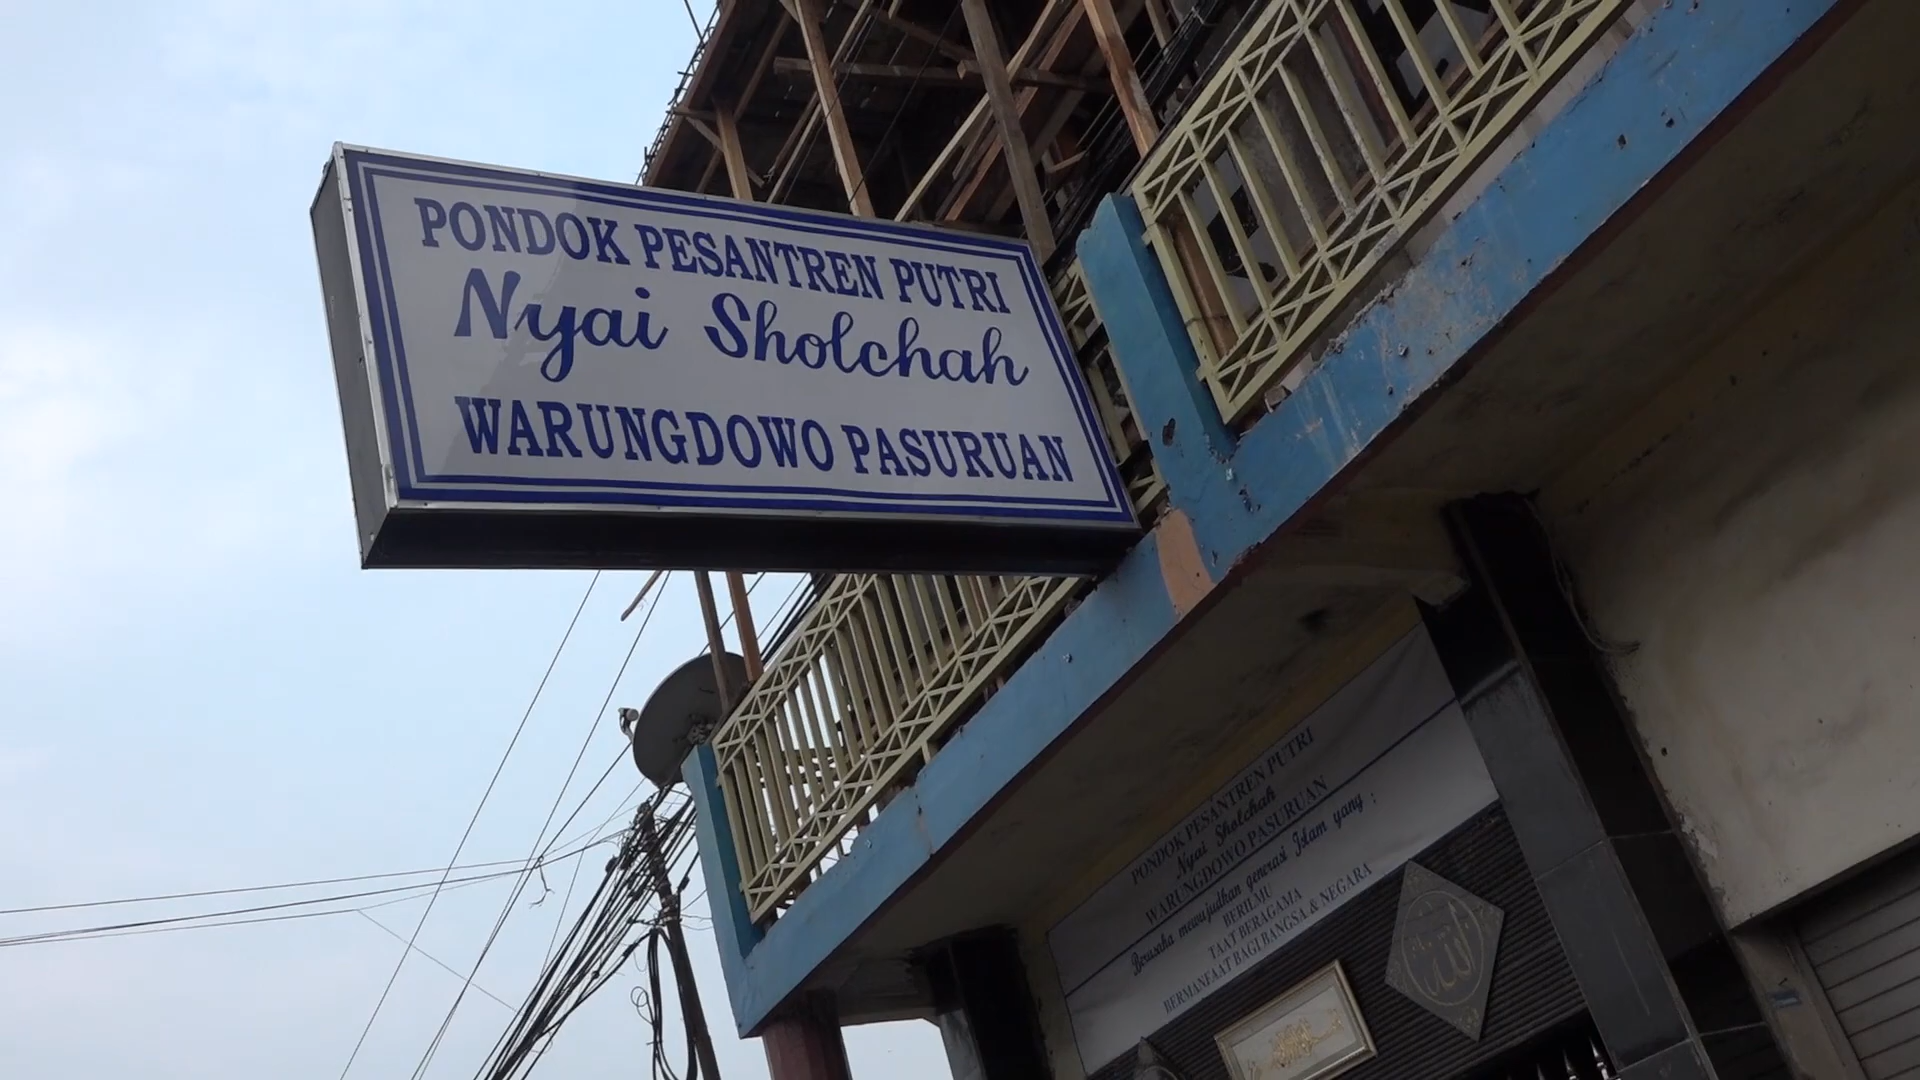 PONDOK PESANTREN PUTRI
Nyai Sholchah
WARUNGDOWO PASURUAN
PONDOK PESANTREN PUTRI
Nyai Sholchah
WARUNGDOWO PASURUAN
Berusaha mewujudkan generasi Islam yang :
BERILMU
TAAT BERAGAMA
BERMANFAAT BAGI BANGSA & NEGARA
الله